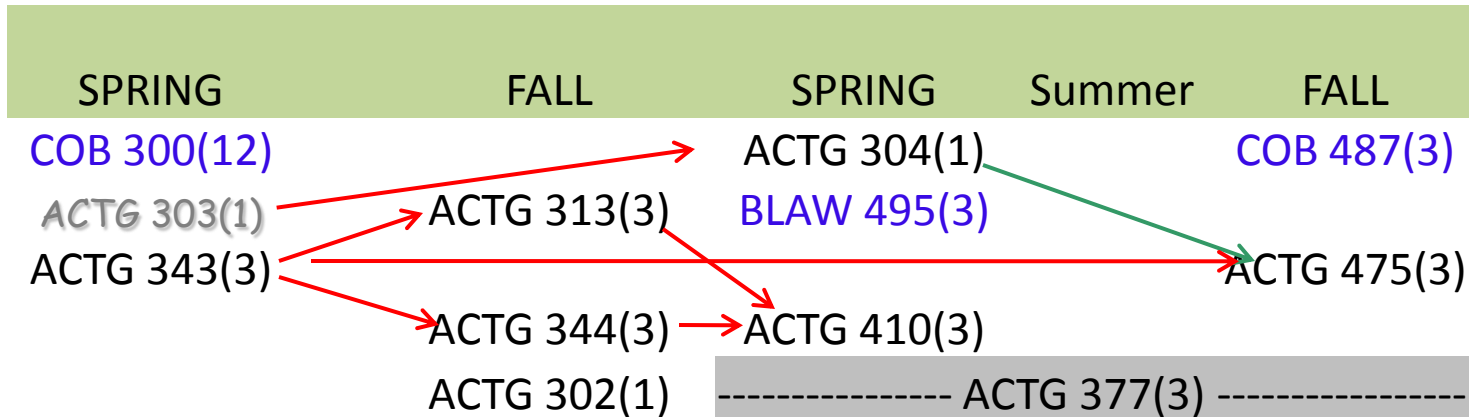 SPRING FALL SPRING Summer FALL
COB 300(12) ACTG 304(1) COB 487(3)
ACTG 303(1) ACTG 313(3) BLAW 495(3)
ACTG 343(3) ACTG 475(3)
ACTG 344(3) ACTG 410(3)
ACTG 302(1) ---------------- ACTG 377(3) -----------------